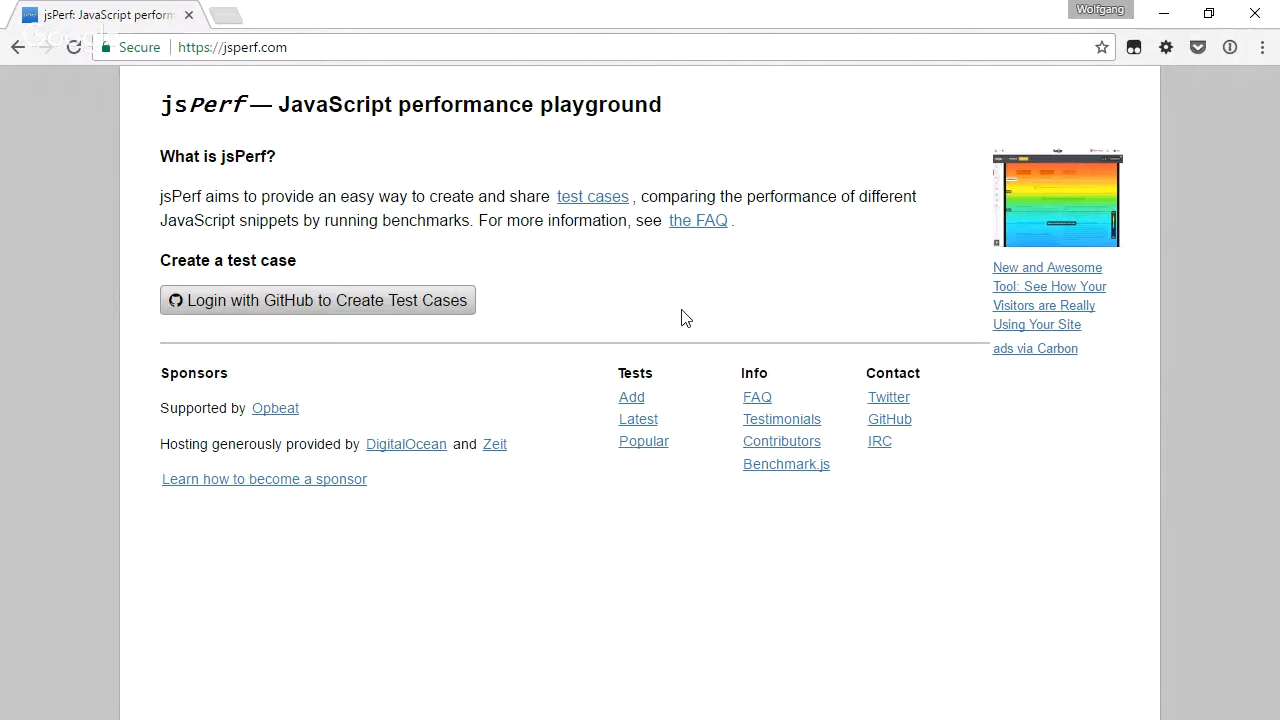 jsPerf: JavaScript perform
Wolfgang
Google
Secure
https://jsperf.com
jsPerf — JavaScript performance playground
What is jsPerf?
jsPerf aims to provide an easy way to create and share test cases , comparing the performance of different
JavaScript snippets by running benchmarks. For more information, see the FAQ .
Create a test case
Login with GitHub to Create Test Cases
New and Awesome
Tool: See How Your
Visitors are Really
Using Your Site
ads via Carbon
Sponsors
Supported by Opbeat
Hosting generously provided by DigitalOcean and Zeit
Learn how to become a sponsor
Tests
Add
Latest
Popular
Info
FAQ
Testimonials
Contributors
Benchmark.js
Contact
Twitter
GitHub
IRC